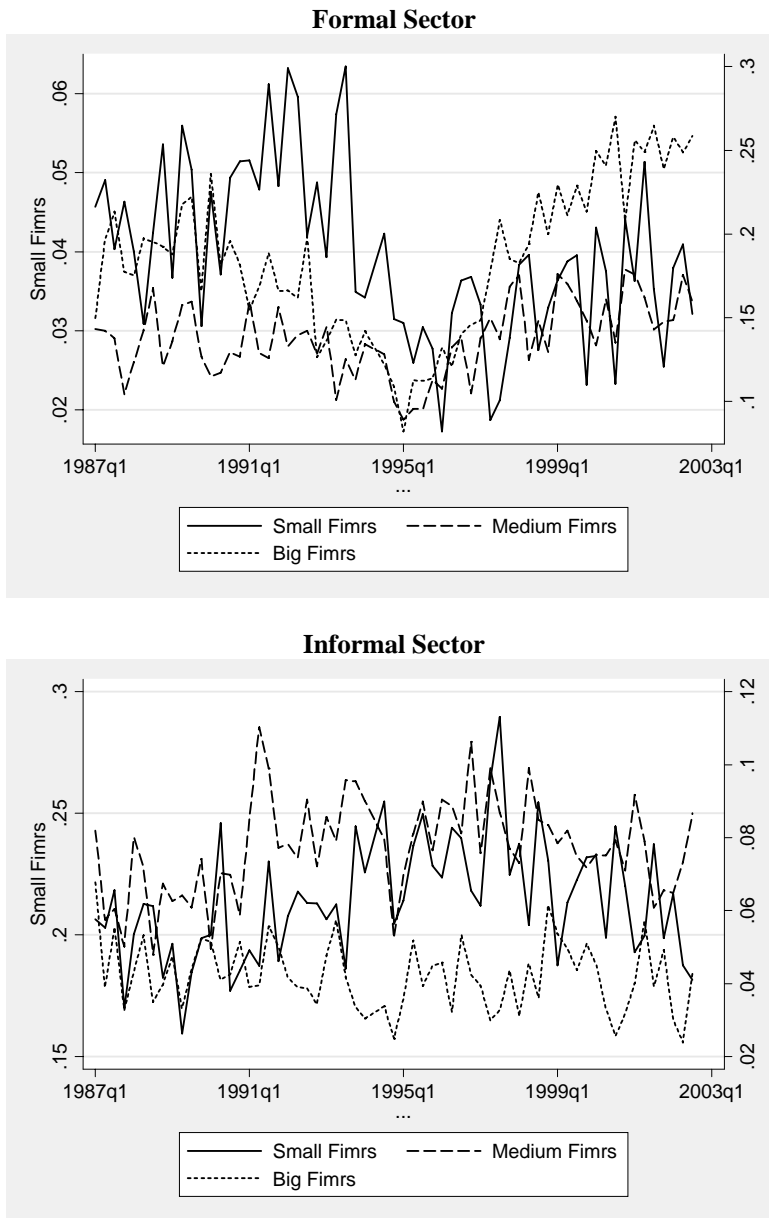 Formal Sector
.06
.05
.04
.03
.02
Small Fimrs
.3
.25
.2
.15
.1
1987q1 1991q1 1995q1 1999q1 2003q1
...
Small Fimrs Medium Fimrs
Big Fimrs
Informal Sector
.3
.25
.2
.15
Small Fimrs
.12
.1
.08
.06
.04
.02
1987q1 1991q1 1995q1 1999q1 2003q1
...
Small Fimrs Medium Fimrs
Big Fimrs